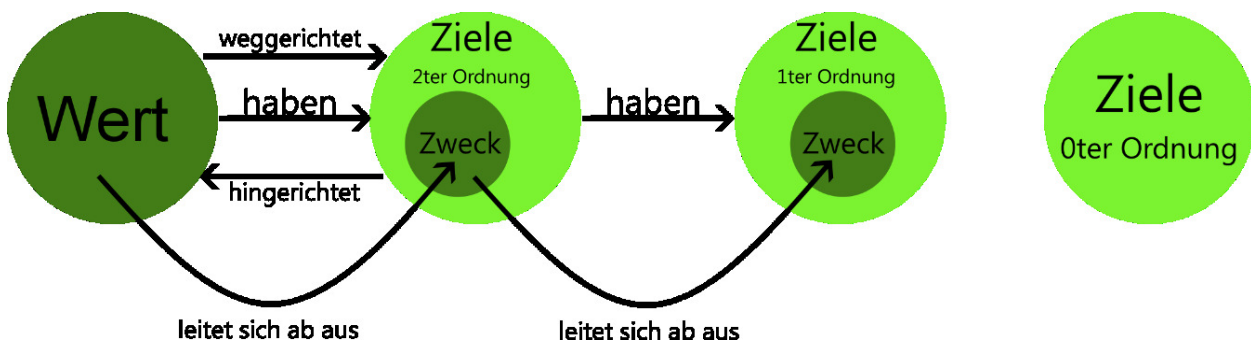 weggerichtet
Wert
haben
hingerichtet
leitet sich ab aus
Ziele
2ter Ordnung
Zweck
haben
leitet sich ab aus
Ziele
1ter Ordnung
Zweck
Ziele
0ter Ordnung